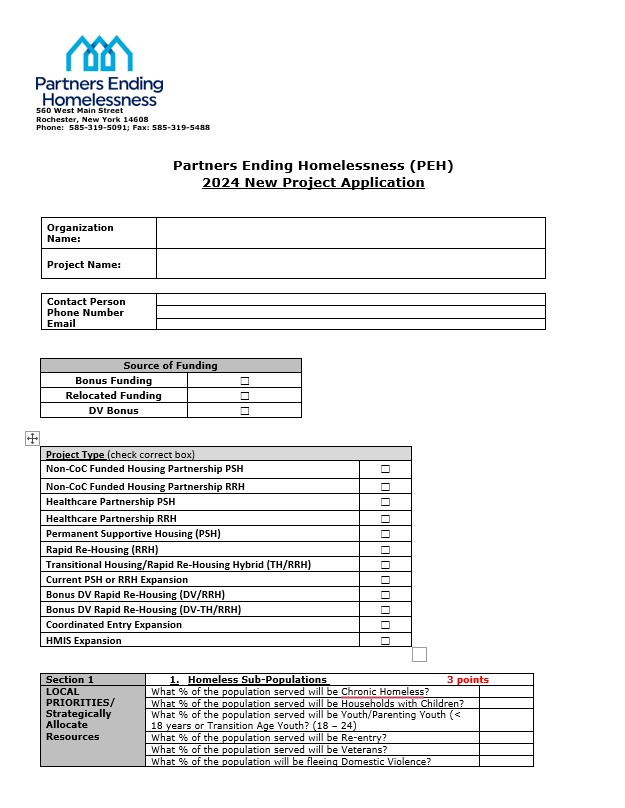 Partners Ending
Homelessness
560 West Main Street
Rochester, New York 14608
Phone: 585-319-5091; Fax: 585-319-5488
Partners Ending Homelessness (PEH)
2024 New Project Application
Organization
Name:
Project Name:
Contact Person
Phone Number
Email
Source of Funding
Bonus Funding ☐
Relocated Funding ☐
DV Bonus ☐
Project Type (check correct box)
Non-CoC Funded Housing Partnership PSH ☐
Non-CoC Funded Housing Partnership RRH ☐
Healthcare Partnership PSH ☐
Healthcare Partnership RRH ☐
Permanent Supportive Housing (PSH) ☐
Rapid Re-Housing (RRH) ☐
Transitional Housing/Rapid Re-Housing Hybrid (TH/RRH) ☐
Current PSH or RRH Expansion ☐
Bonus DV Rapid Re-Housing (DV/RRH) ☐
Bonus DV Rapid Re-Housing (DV-TH/RRH) ☐
Coordinated Entry Expansion ☐
HMIS Expansion ☐
Section 1
LOCAL
PRIORITIES/
Strategically
Allocate
Resources
1. Homeless Sub-Populations 3 points
What % of the population served will be Chronic Homeless?
What % of the population served will be Households with Children?
What % of the population served will be Youth/Parenting Youth (<
18 years or Transition Age Youth? (18 – 24)
What % of the population served will be Re-entry?
What % of the population served will be Veterans?
What % of the population will be fleeing Domestic Violence?